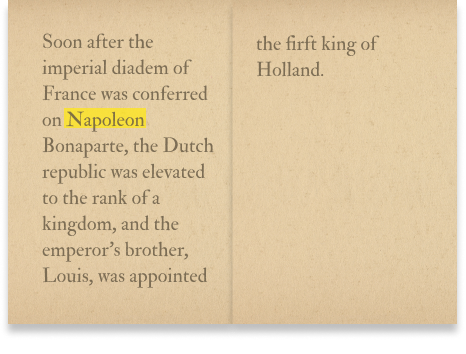 Soon after the
imperial diadem of
France was conferred
on Napoleon
Bonaparte, the Dutch
republic was elevated
to the rank of a
kingdom, and the
emperor’s brother,
Louis, was appointed
the firft king of
Holland.